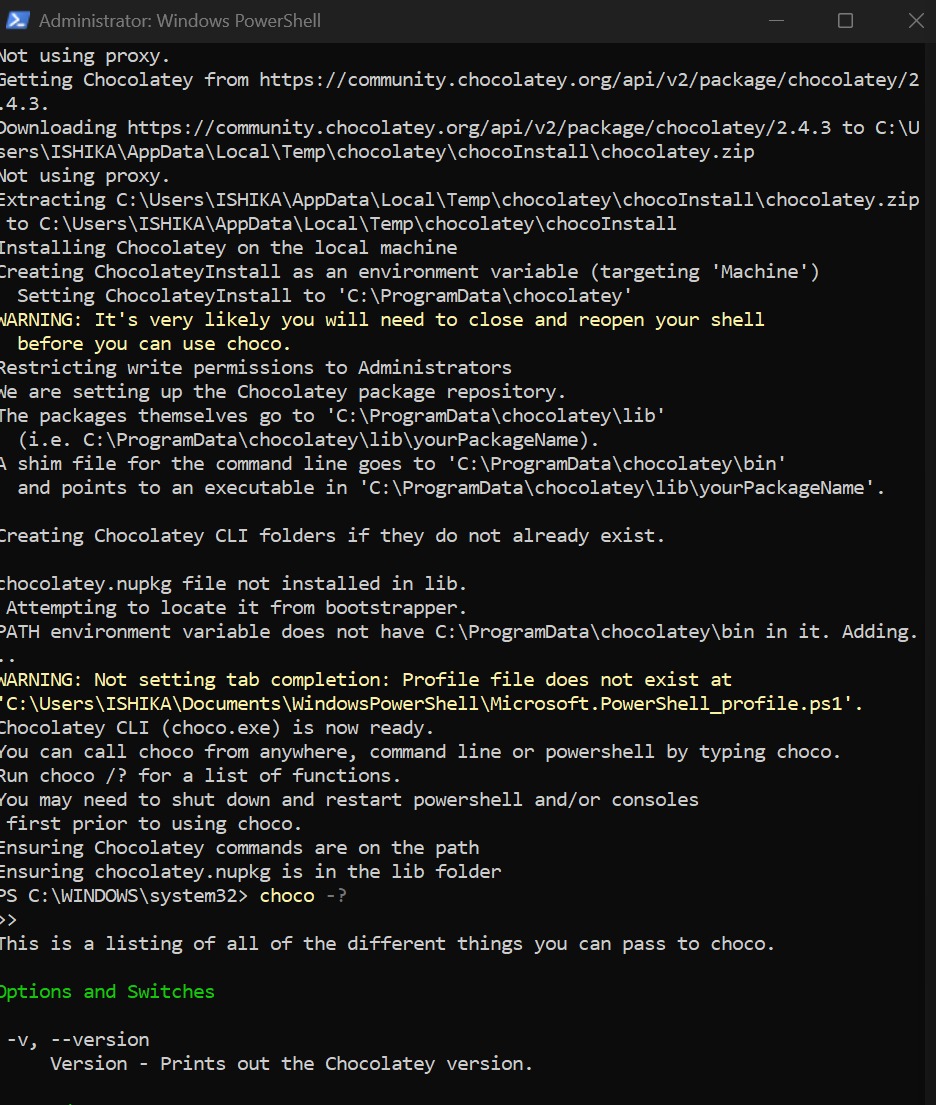 Administrator: Windows PowerShell
Not using proxy.
Getting Chocolatey from https://community.chocolatey.org/api/v2/package/chocolatey/2
.4.3.
Downloading https://community.chocolatey.org/api/v2/package/chocolatey/2.4.3 to C:\U
sers\ISHIKA\AppData\Local\Temp\chocolatey\chocoInstall\chocolatey.zip
Not using proxy.
Extracting C:\Users\ISHIKA\AppData\Local\Temp\chocolatey\chocoInstall\chocolatey.zip
 to C:\Users\ISHIKA\AppData\Local\Temp\chocolatey\chocoInstall
Installing Chocolatey on the local machine
Creating ChocolateyInstall as an environment variable (targeting 'Machine')
  Setting ChocolateyInstall to 'C:\ProgramData\chocolatey'
WARNING: It's very likely you will need to close and reopen your shell
  before you can use choco.
Restricting write permissions to Administrators
We are setting up the Chocolatey package repository.
The packages themselves go to 'C:\ProgramData\chocolatey\lib'
  (i.e. C:\ProgramData\chocolatey\lib\yourPackageName).
A shim file for the command line goes to 'C:\ProgramData\chocolatey\bin'
  and points to an executable in 'C:\ProgramData\chocolatey\lib\yourPackageName'.
Creating Chocolatey CLI folders if they do not already exist.
chocolatey.nupkg file not installed in lib.
 Attempting to locate it from bootstrapper.
PATH environment variable does not have C:\ProgramData\chocolatey\bin in it. Adding.
..
WARNING: Not setting tab completion: Profile file does not exist at
'C:\Users\ISHIKA\Documents\WindowsPowerShell\Microsoft.PowerShell_profile.ps1'.
Chocolatey CLI (choco.exe) is now ready.
You can call choco from anywhere, command line or powershell by typing choco.
Run choco /? for a list of functions.
You may need to shut down and restart powershell and/or consoles
 first prior to using choco.
Ensuring Chocolatey commands are on the path
Ensuring chocolatey.nupkg is in the lib folder
PS C:\WINDOWS\system32> choco -?
>>
This is a listing of all of the different things you can pass to choco.
Options and Switches
 -v, --version
     Version - Prints out the Chocolatey version.